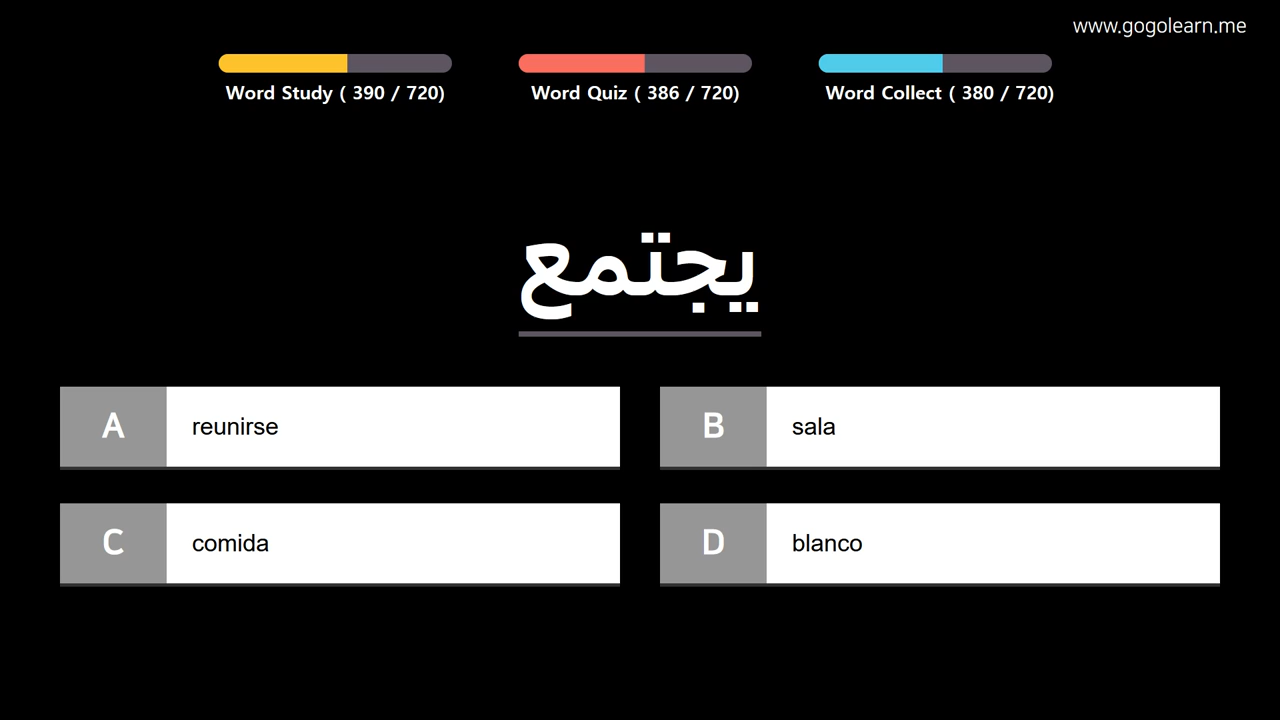 www.gogolearn.me
Word Study ( 390 / 720)
Word Quiz ( 386 / 720)
Word Collect ( 380 / 720)
يجتمع
A reunirse
B sala
C comida
D blanco